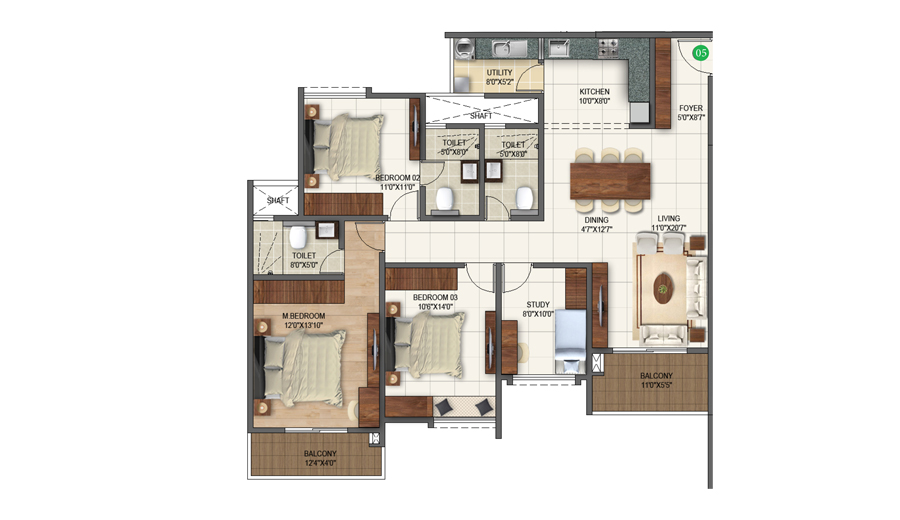 05
UTILITY
8'0"X5'2"
KITCHEN
10'0"X8'0"
FOYER
5'0"X8'7"
SHAFT
TOILET
5'0"X8'0"
TOILET
5'0"X8'0"
BEDROOM 02
11'0"X11'0"
SHAFT
DINING
4'7"X12'7"
LIVING
11'0"X20'7"
TOILET
8'0"X5'0"
M.BEDROOM
12'0"X13'10"
BEDROOM 03
10'6"X14'0"
STUDY
8'0"X10'0"
BALCONY
11'0"X5'5"
BALCONY
12'4"X4'0"